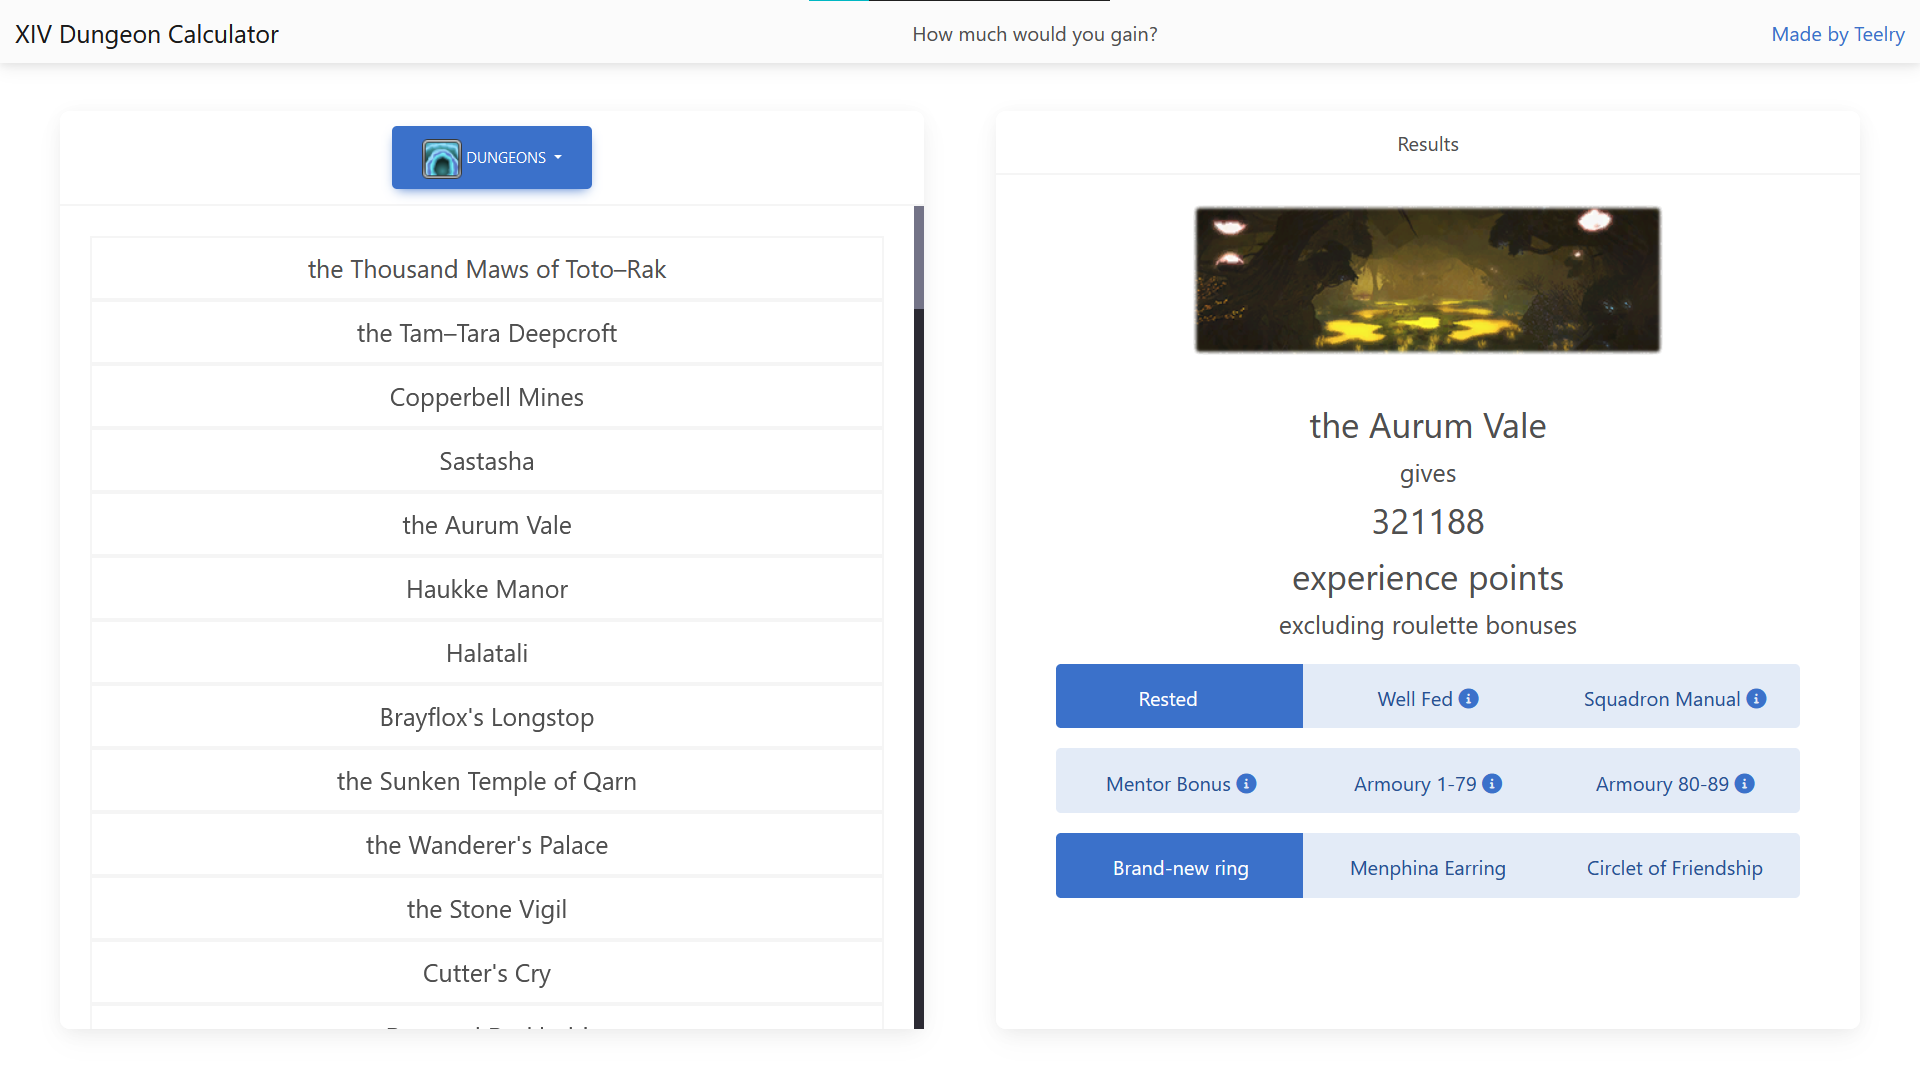 XIV Dungeon Calculator
How much would you gain?
Made by Teelry
DUNGEONS
the Thousand Maws of Toto–Rak
the Tam–Tara Deepcroft
Copperbell Mines
Sastasha
the Aurum Vale
Haukke Manor
Halatali
Brayflox's Longstop
the Sunken Temple of Qarn
the Wanderer's Palace
the Stone Vigil
Cutter's Cry
Results
the Aurum Vale
gives
321188
experience points
excluding roulette bonuses
Rested
Well Fed
Squadron Manual
Mentor Bonus
Armoury 1-79
Armoury 80-89
Brand-new ring
Menphina Earring
Circlet of Friendship